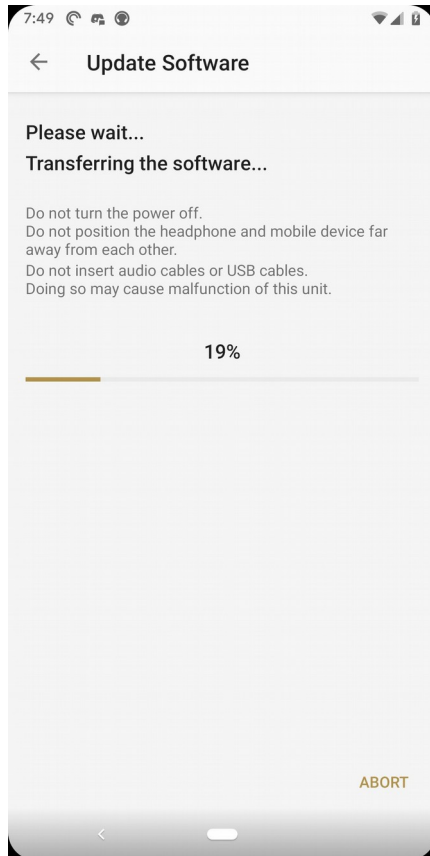 7:49
Update Software
Please wait...
Transferring the software...
Do not turn the power off.
Do not position the headphone and mobile device far
away from each other.
Do not insert audio cables or USB cables.
Doing so may cause malfunction of this unit.
19%
ABORT